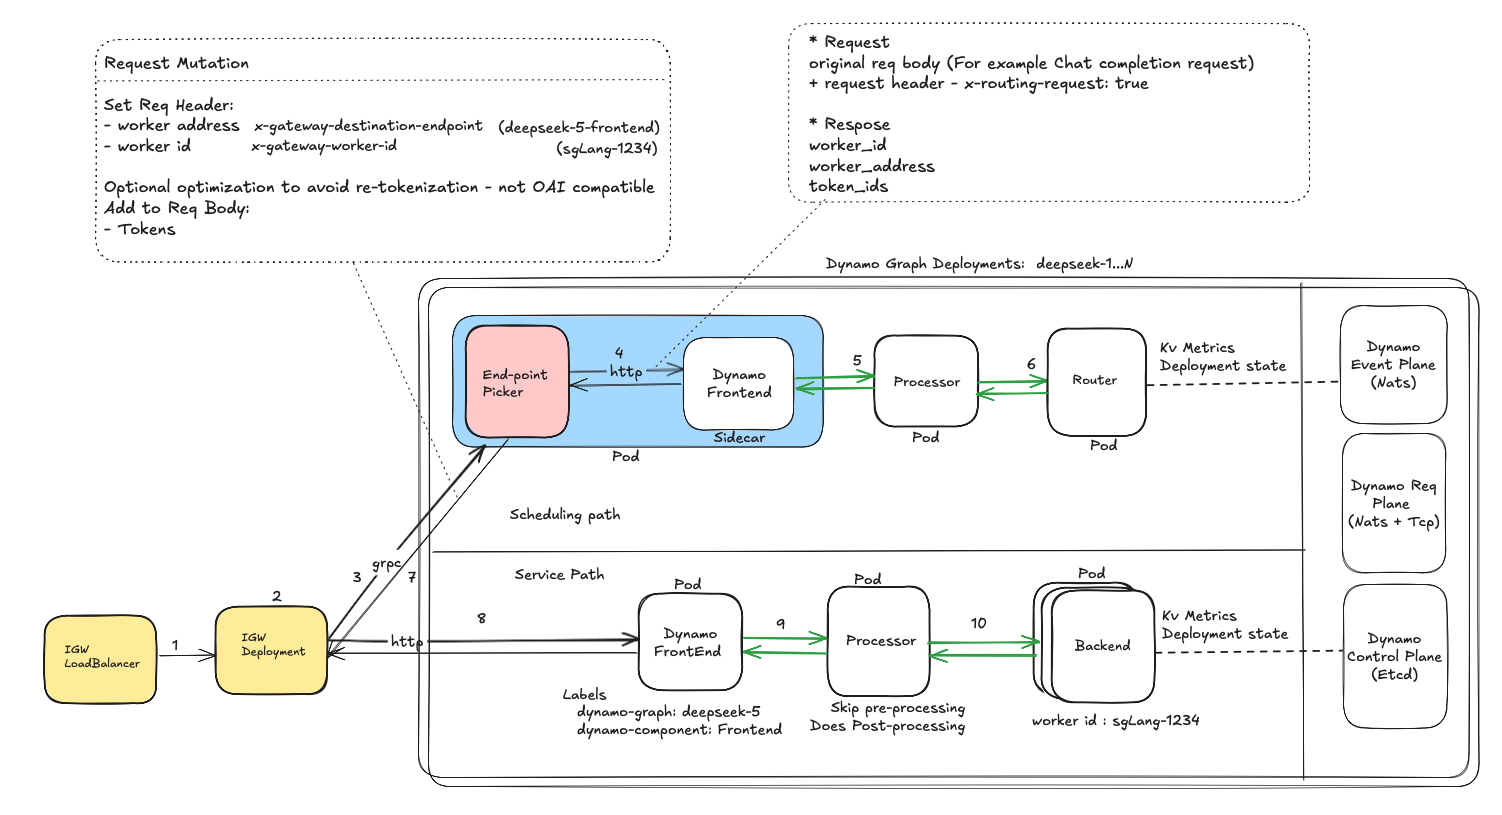 Request Mutation
Set Req Header:
- worker address x-gateway-destination-endpoint (deepseek-5-frontend)
- worker id x-gateway-worker-id (sgLang-1234)
Optional optimization to avoid re-tokenization - not OAI compatible
Add to Req Body:
- Tokens
* Request
original req body (For example Chat completion request)
+ request header - x-routing-request: true
* Respose
worker_id
worker_address
token_ids
Dynamo Graph Deployments: deepseek-1...N
End-point
Picker
4
http
Dynamo
Frontend
Sidecar
Pod
5
Processor
Pod
6
Router
Pod
Kv Metrics
Deployment state
Dynamo
Event Plane
(Nats)
Dynamo Req
Plane
(Nats + Tcp)
Dynamo
Control Plane
(Etcd)
Scheduling path
Service Path
IGW
LoadBalancer
1
2
IGW
Deployment
3
grpc
7
8
http
Pod
Dynamo
FrontEnd
Labels
dynamo-graph: deepseek-5
dynamo-component: Frontend
9
Pod
Processor
Skip pre-processing
Does Post-processing
10
Pod
Backend
worker id : sgLang-1234
Kv Metrics
Deployment state